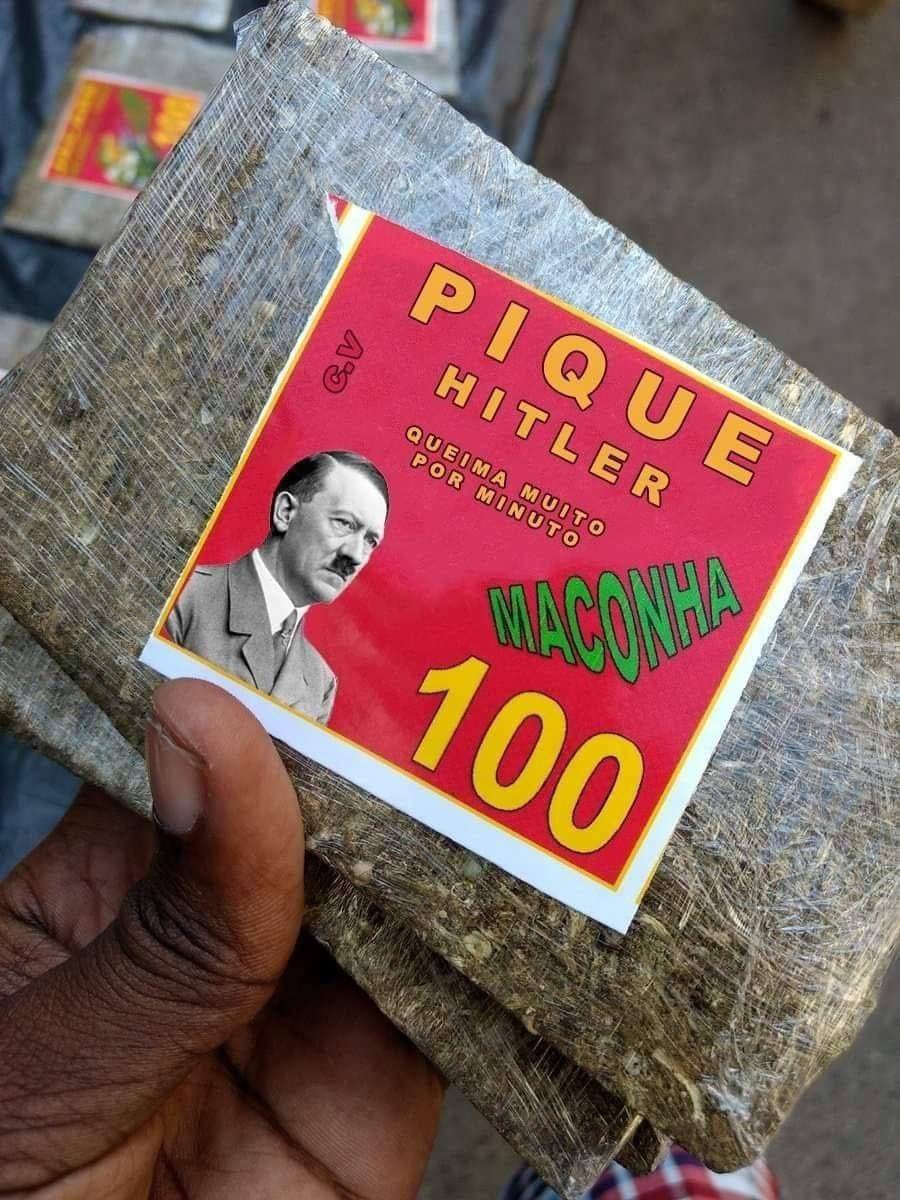 C.V
PIQUE
HITLER
QUEIMA MUITO
POR MINUTO
MACONHA
100